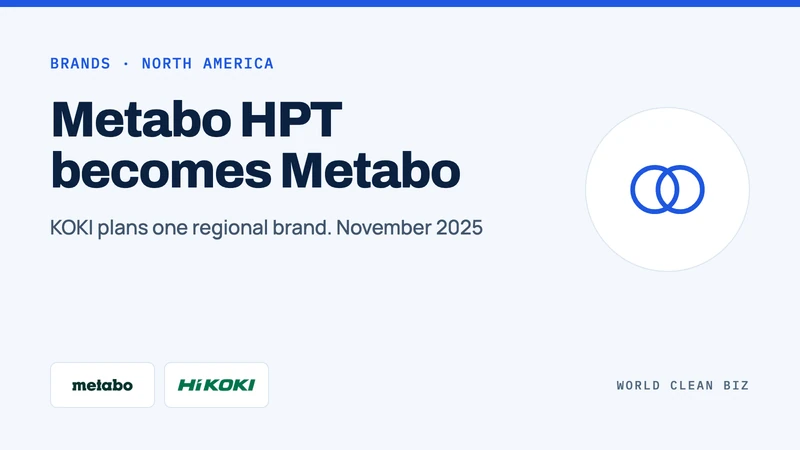 BRANDS · NORTH AMERICA
Metabo HPT
becomes Metabo
KOKI plans one regional brand. November 2025
metabo
HiKOKI
WORLD CLEAN BIZ